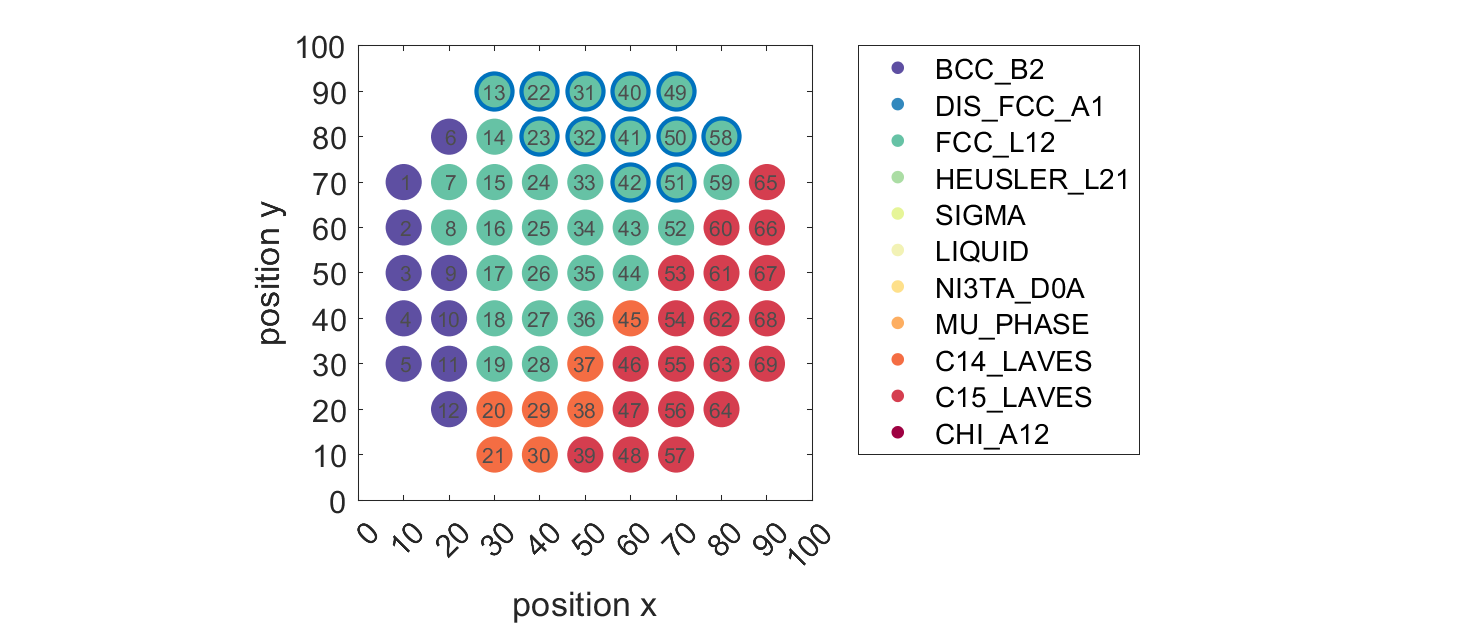 100
90
80
70
60
50
40
30
20
10
0
position y
13 22 31 40 49
6 14 23 32 41 50 58
1 7 15 24 33 42 51 59 65
2 8 16 25 34 43 52 60 66
3 9 17 26 35 44 53 61 67
4 10 18 27 36 45 54 62 68
5 11 19 28 37 46 55 63 69
12 20 29 38 47 56 64
21 30 39 48 57
0 10 20 30 40 50 60 70 80 90 100
position x
BCC_B2
DIS_FCC_A1
FCC_L12
HEUSLER_L21
SIGMA
LIQUID
NI3TA_D0A
MU_PHASE
C14_LAVES
C15_LAVES
CHI_A12